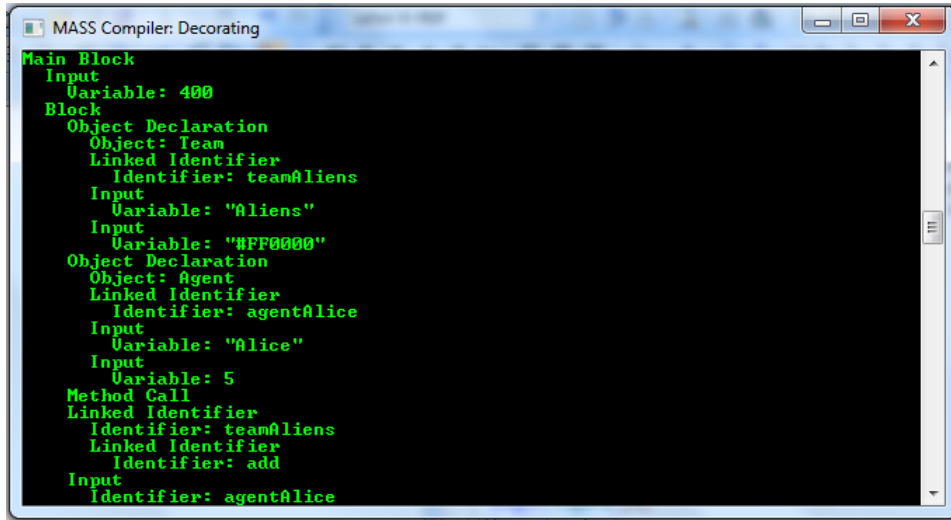 MASS Compiler: Decorating
Main Block
Input
Variable: 400
Block
Object Declaration
Object: Team
Linked Identifier
Identifier: teamAliens
Input
Variable: "Aliens"
Input
Variable: "#FF0000"
Object Declaration
Object: Agent
Linked Identifier
Identifier: agentAlice
Input
Variable: "Alice"
Input
Variable: 5
Method Call
Linked Identifier
Identifier: teamAliens
Linked Identifier
Identifier: add
Input
Identifier: agentAlice